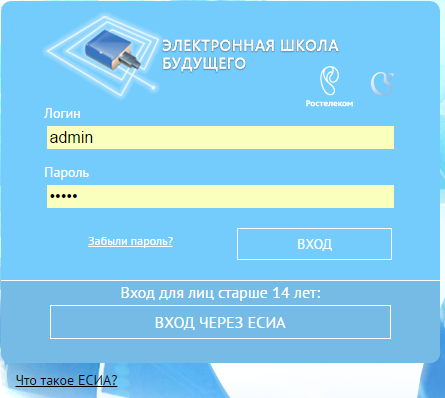 ЭЛЕКТРОННАЯ ШКОЛА
БУДУЩЕГО
Ростелеком
Логин
admin
Пароль
•••••
Забыли пароль?
ВХОД
Вход для лиц старше 14 лет:
ВХОД ЧЕРЕЗ ЕСИА
Что такое ЕСИА?